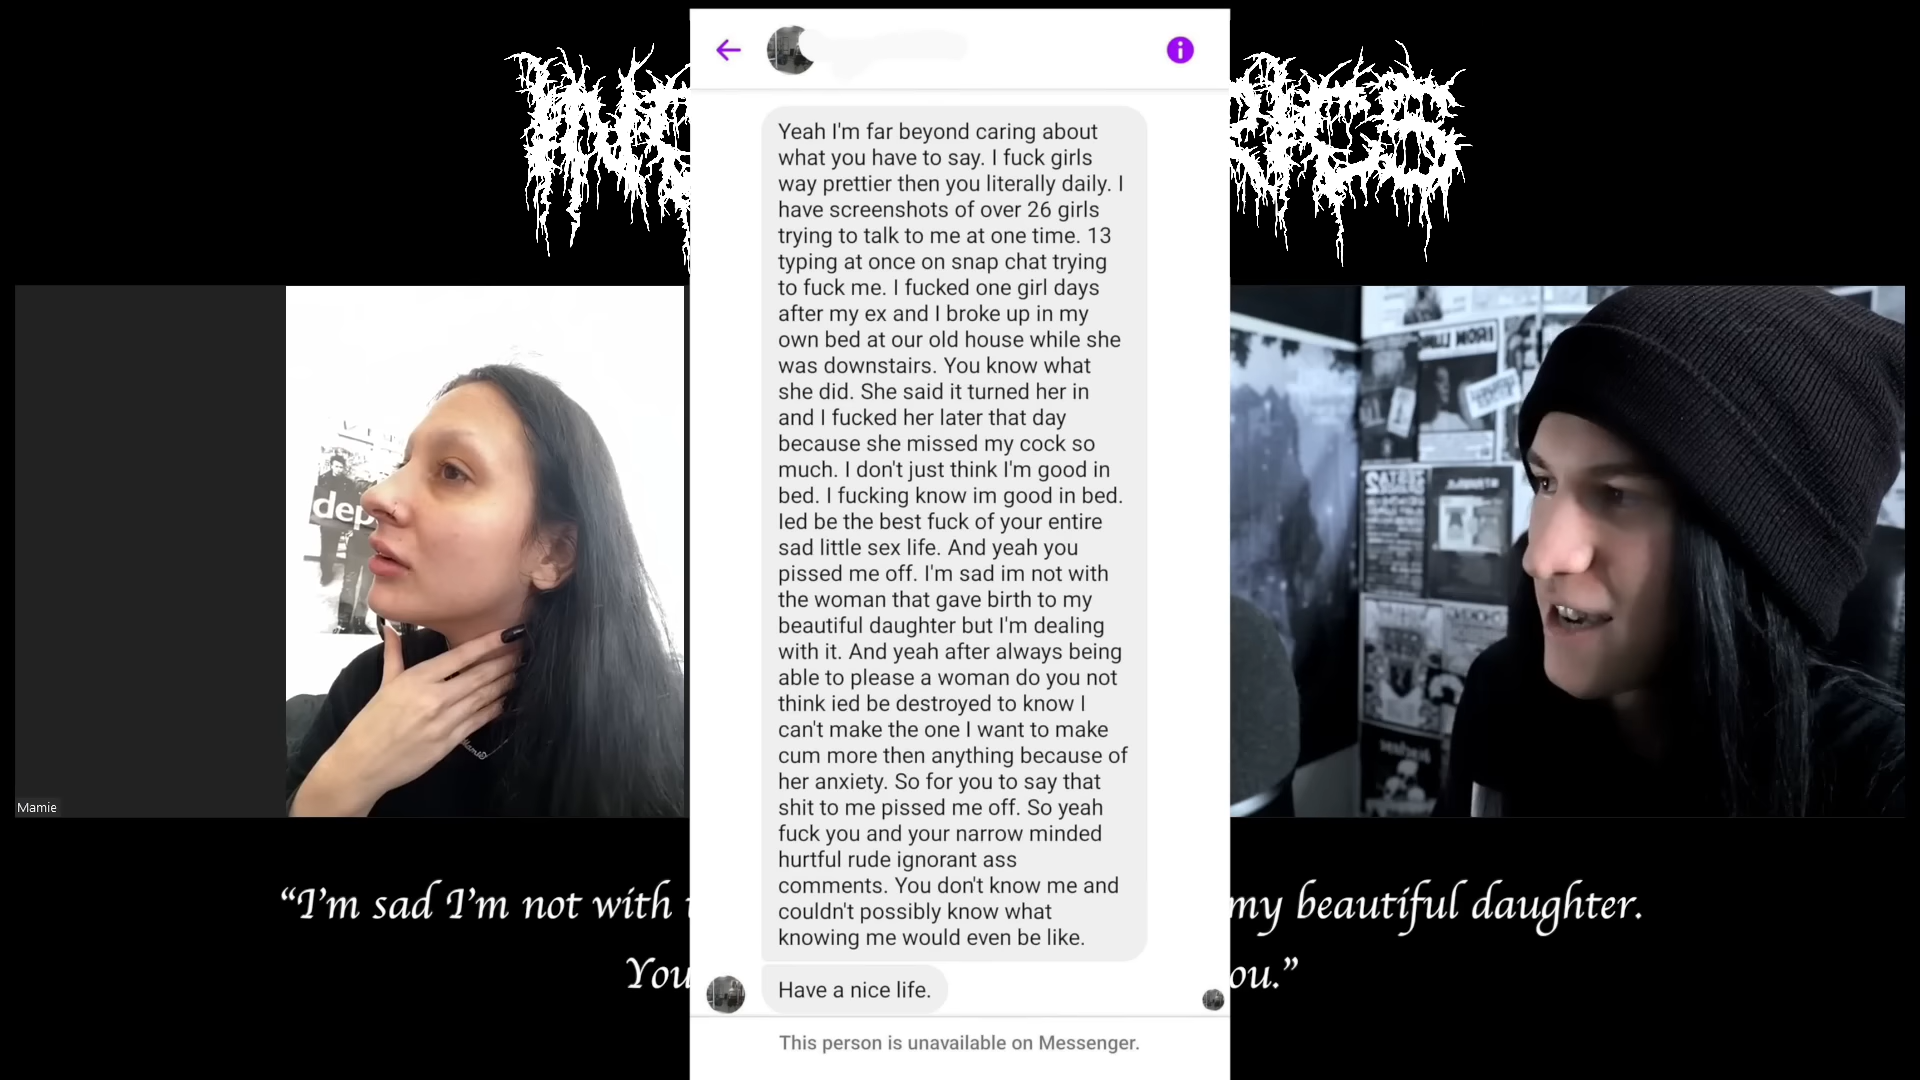 Yeah I'm far beyond caring about
what you have to say. I fuck girls
way prettier then you literally daily. I
have screenshots of over 26 girls
trying to talk to me at one time. 13
typing at once on snap chat trying
to fuck me. I fucked one girl days
after my ex and I broke up in my
own bed at our old house while she
was downstairs. You know what
she did. She said it turned her in
and I fucked her later that day
because she missed my cock so
much. I don't just think I'm good in
bed. I fucking know im good in bed.
Ied be the best fuck of your entire
sad little sex life. And yeah you
pissed me off. I'm sad im not with
the woman that gave birth to my
beautiful daughter but I'm dealing
with it. And yeah after always being
able to please a woman do you not
think ied be destroyed to know I
can't make the one I want to make
cum more then anything because of
her anxiety. So for you to say that
shit to me pissed me off. So yeah
fuck you and your narrow minded
hurtful rude ignorant ass
comments. You don't know me and
couldn't possibly know what
knowing me would even be like.
Have a nice life.
This person is unavailable on Messenger.
dep
Mamie
“I'm sad I'm not with my beautiful daughter.
You ou.”